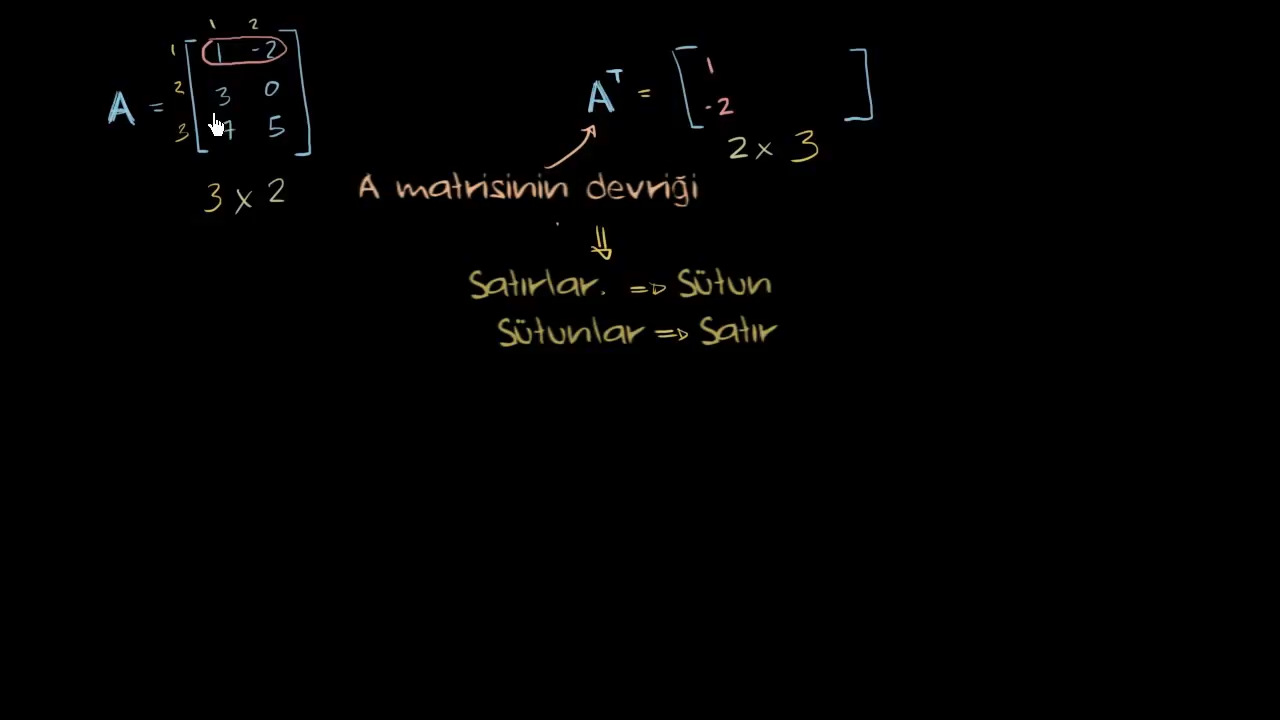 1 2
1 1 -2
2 3 0
A = 3 7 5
3 x 2
Aᵀ = 1
-2
2 x 3
A matrisinin devriği
⇓
Satırlar. => Sütun
Sütunlar => Satır